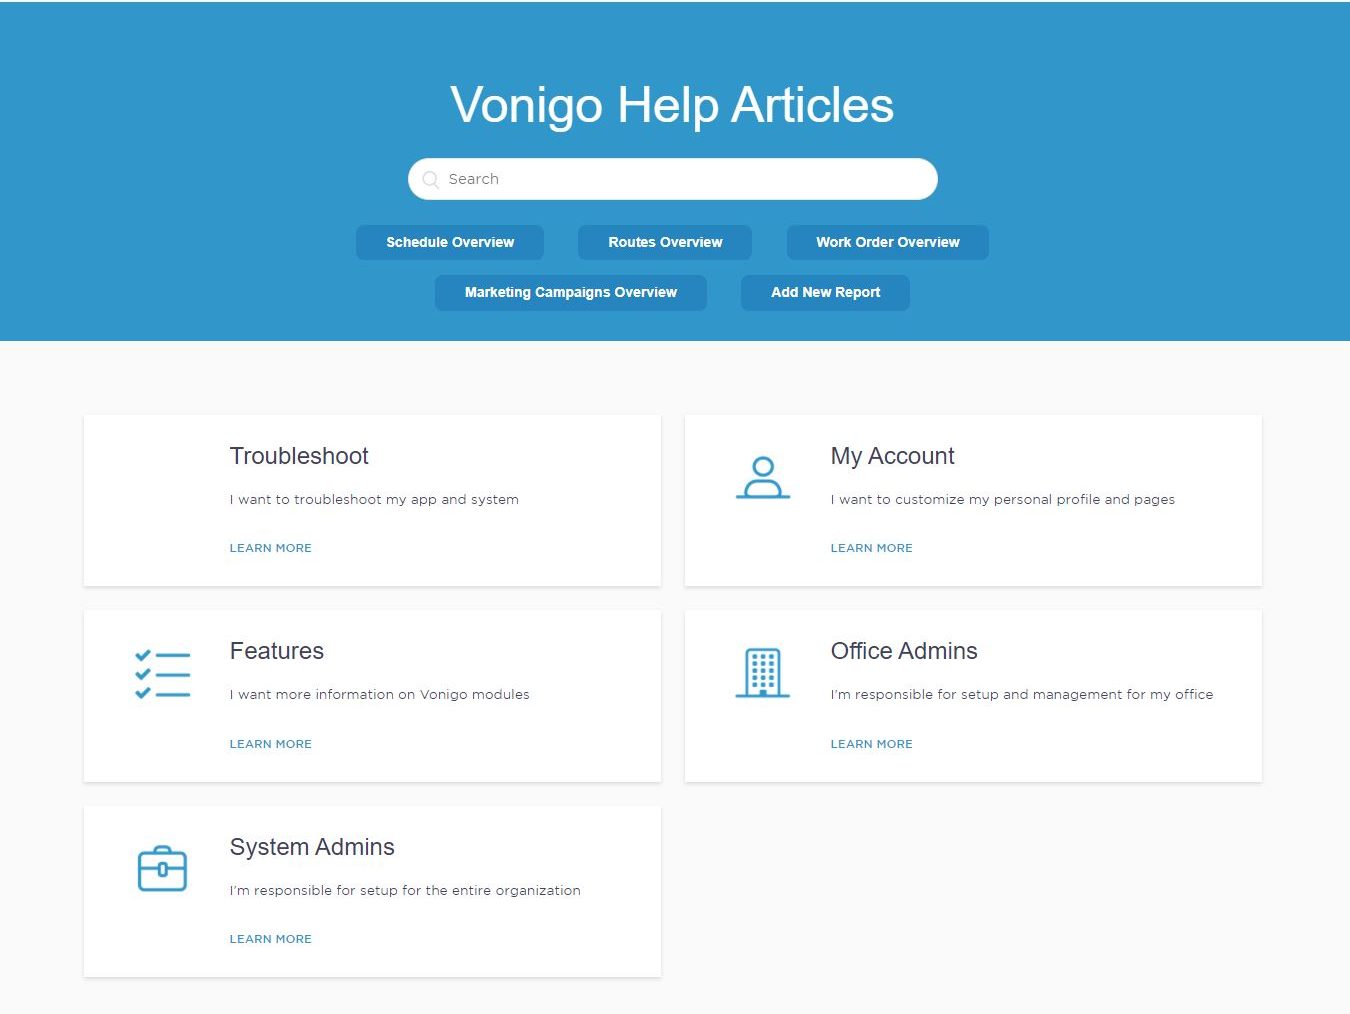 Vonigo Help Articles
Search
Schedule Overview
Routes Overview
Work Order Overview
Marketing Campaigns Overview
Add New Report
Troubleshoot
I want to troubleshoot my app and system
LEARN MORE
My Account
I want to customize my personal profile and pages
LEARN MORE
Features
I want more information on Vonigo modules
LEARN MORE
Office Admins
I'm responsible for setup and management for my office
LEARN MORE
System Admins
I'm responsible for setup for the entire organization
LEARN MORE